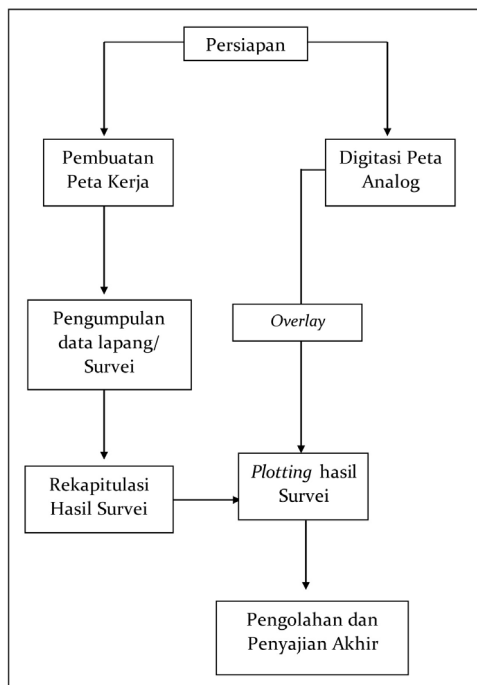 Persiapan
Pembuatan
Peta Kerja
Digitasi Peta
Analog
Pengumpulan
data lapang/
Survei
Overlay
Rekapitulasi
Hasil Survei
Plotting hasil
Survei
Pengolahan dan
Penyajian Akhir